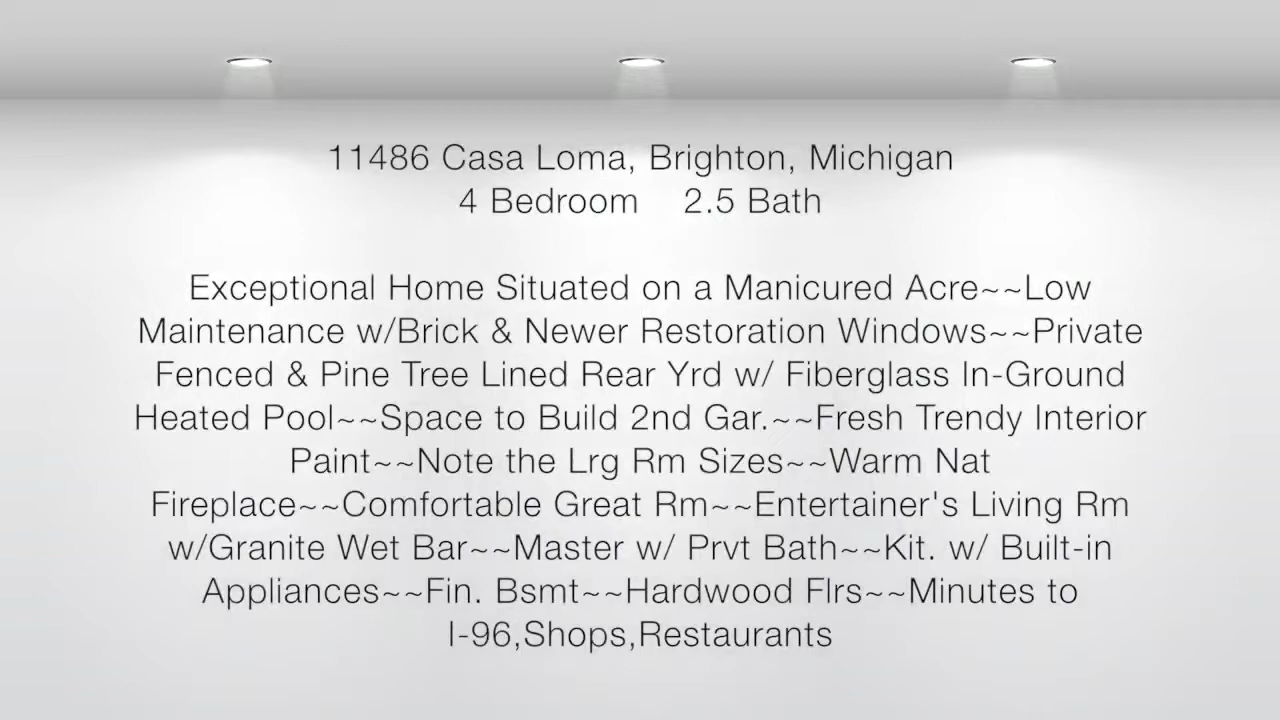 11486 Casa Loma, Brighton, Michigan
4 Bedroom 2.5 Bath
Exceptional Home Situated on a Manicured Acre~~Low
Maintenance w/Brick & Newer Restoration Windows~~Private
Fenced & Pine Tree Lined Rear Yrd w/ Fiberglass In-Ground
Heated Pool~~Space to Build 2nd Gar.~~Fresh Trendy Interior
Paint~~Note the Lrg Rm Sizes~~Warm Nat
Fireplace~~Comfortable Great Rm~~Entertainer's Living Rm
w/Granite Wet Bar~~Master w/ Prvt Bath~~Kit. w/ Built-in
Appliances~~Fin. Bsmt~~Hardwood Flrs~~Minutes to
I-96,Shops,Restaurants